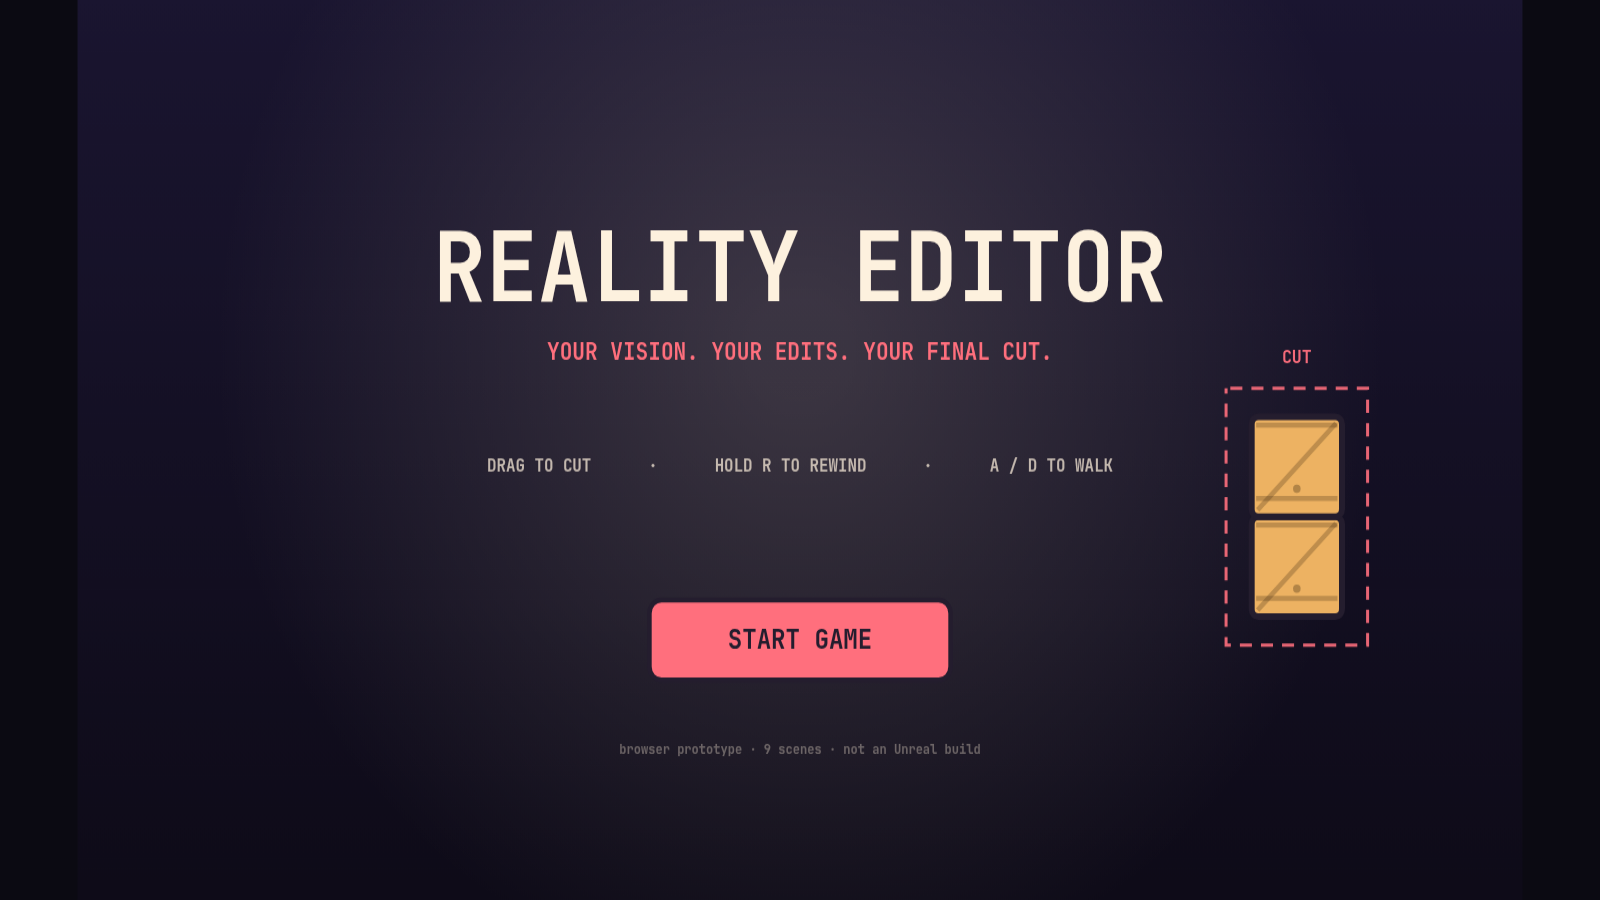 REALITY EDITOR
YOUR VISION. YOUR EDITS. YOUR FINAL CUT.
CUT
DRAG TO CUT · HOLD R TO REWIND · A / D TO WALK
START GAME
browser prototype · 9 scenes · not an Unreal build